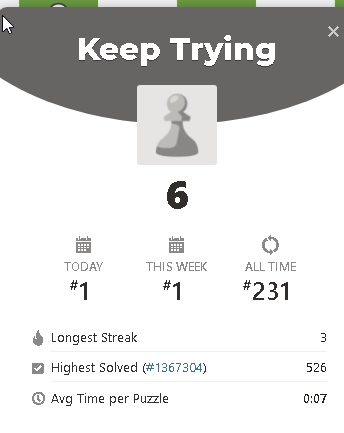 Keep Trying
6
TODAY THIS WEEK ALL TIME
#1 #1 #231
Longest Streak 3
Highest Solved (#1367304) 526
Avg Time per Puzzle 0:07